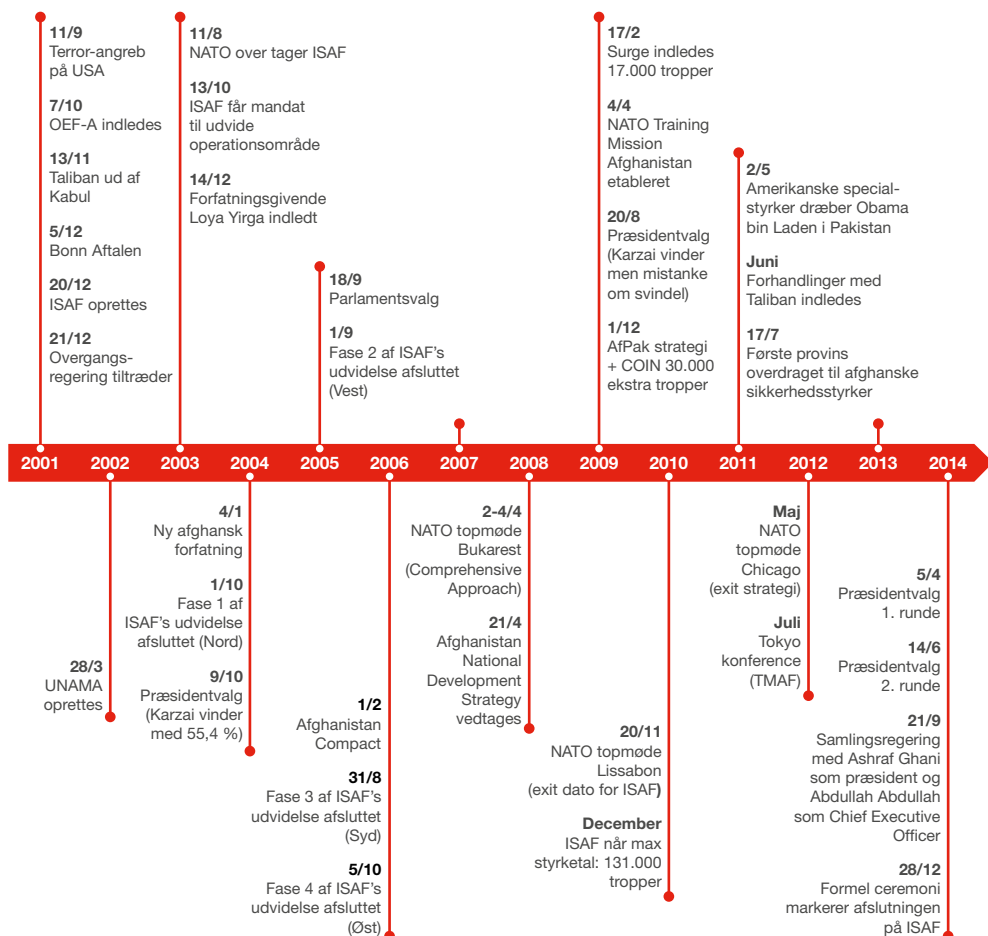 11/9
Terror-angreb
på USA
7/10
OEF-A indledes
13/11
Taliban ud af
Kabul
5/12
Bonn Aftalen
20/12
ISAF oprettes
21/12
Overgangs-
regering tiltræder
11/8
NATO over tager ISAF
13/10
ISAF får mandat
til udvide
operationsområde
14/12
Forfatningsgivende
Loya Yirga indledt
18/9
Parlamentsvalg
1/9
Fase 2 af ISAF's
udvidelse afsluttet
(Vest)
17/2
Surge indledes
17.000 tropper
4/4
NATO Training
Mission
Afghanistan
etableret
20/8
Præsidentvalg
(Karzai vinder
men mistanke
om svindel)
1/12
AfPak strategi
+ COIN 30.000
ekstra tropper
2/5
Amerikanske special-
styrker dræber Obama
bin Laden i Pakistan
Juni
Forhandlinger med
Taliban indledes
17/7
Første provins
overdraget til afghanske
sikkerhedsstyrker
2001 2002 2003 2004 2005 2006 2007 2008 2009 2010 2011 2012 2013 2014
28/3
UNAMA
oprettes
4/1
Ny afghansk
forfatning
1/10
Fase 1 af
ISAF's udvidelse
afsluttet (Nord)
9/10
Præsidentvalg
(Karzai vinder
med 55,4 %)
1/2
Afghanistan
Compact
31/8
Fase 3 af ISAF's
udvidelse afsluttet
(Syd)
5/10
Fase 4 af ISAF's
udvidelse afsluttet
(Øst)
2-4/4
NATO topmøde
Bukarest
(Comprehensive
Approach)
21/4
Afghanistan
National
Development
Strategy
vedtages
20/11
NATO topmøde
Lissabon
(exit dato for ISAF)
December
ISAF når max
styrketal: 131.000
tropper
Maj
NATO
topmøde
Chicago
(exit strategi)
Juli
Tokyo
konference
(TMAF)
5/4
Præsidentvalg
1. runde
14/6
Præsidentvalg
2. runde
21/9
Samlingsregering
med Ashraf Ghani
som præsident og
Abdullah Abdullah
som Chief Executive
Officer
28/12
Formel ceremoni
markerer afslutningen
på ISAF